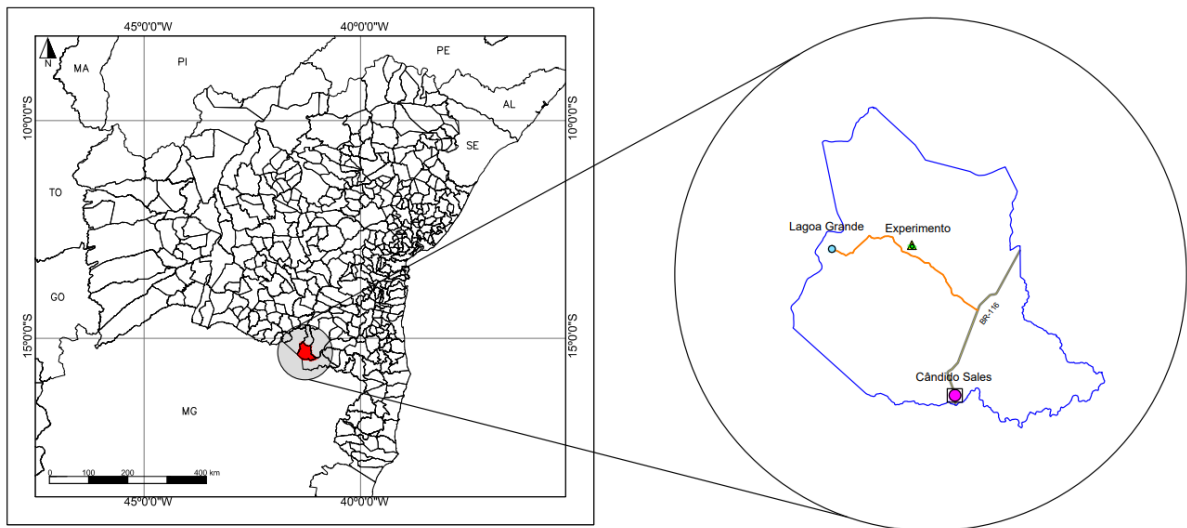 45°0'0"W 40°0'0"W
N
MA
PI
PE
AL
10°0'0"S 10°0'0"S
SE
TO
GO
15°0'0"S 15°0'0"S
MG
0 100 200 400 km
45°0'0"W 40°0'0"W
Lagoa Grande
Experimento
BR-116
Cândido Sales